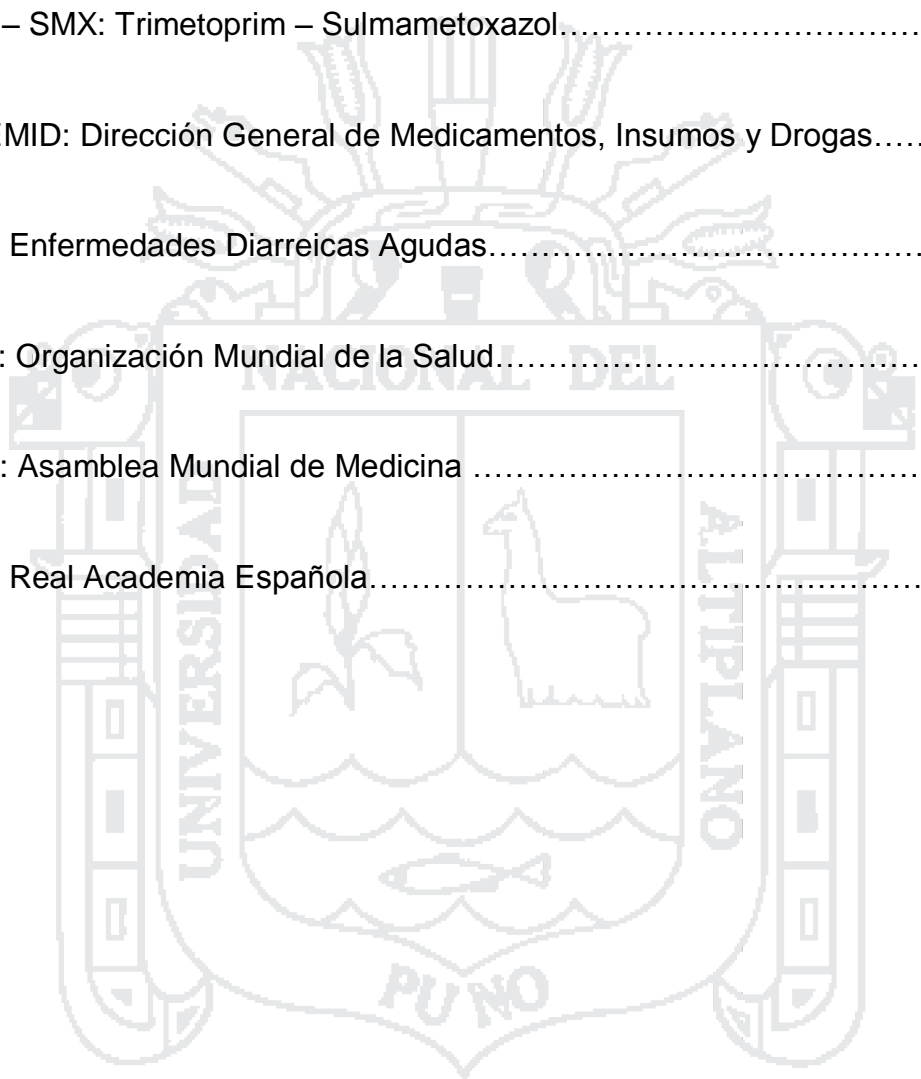 – SMX: Trimetoprim – Sulmametoxazol……………………………
EMID: Dirección General de Medicamentos, Insumos y Drogas…..
Enfermedades Diarreicas Agudas……………………………………
: Organización Mundial de la Salud……………………………………
: Asamblea Mundial de Medicina ………………………………………
Real Academia Española………………………………………………
NACIONAL DEL
UNIVERSIDAD
ALTIPLANO
PUNO